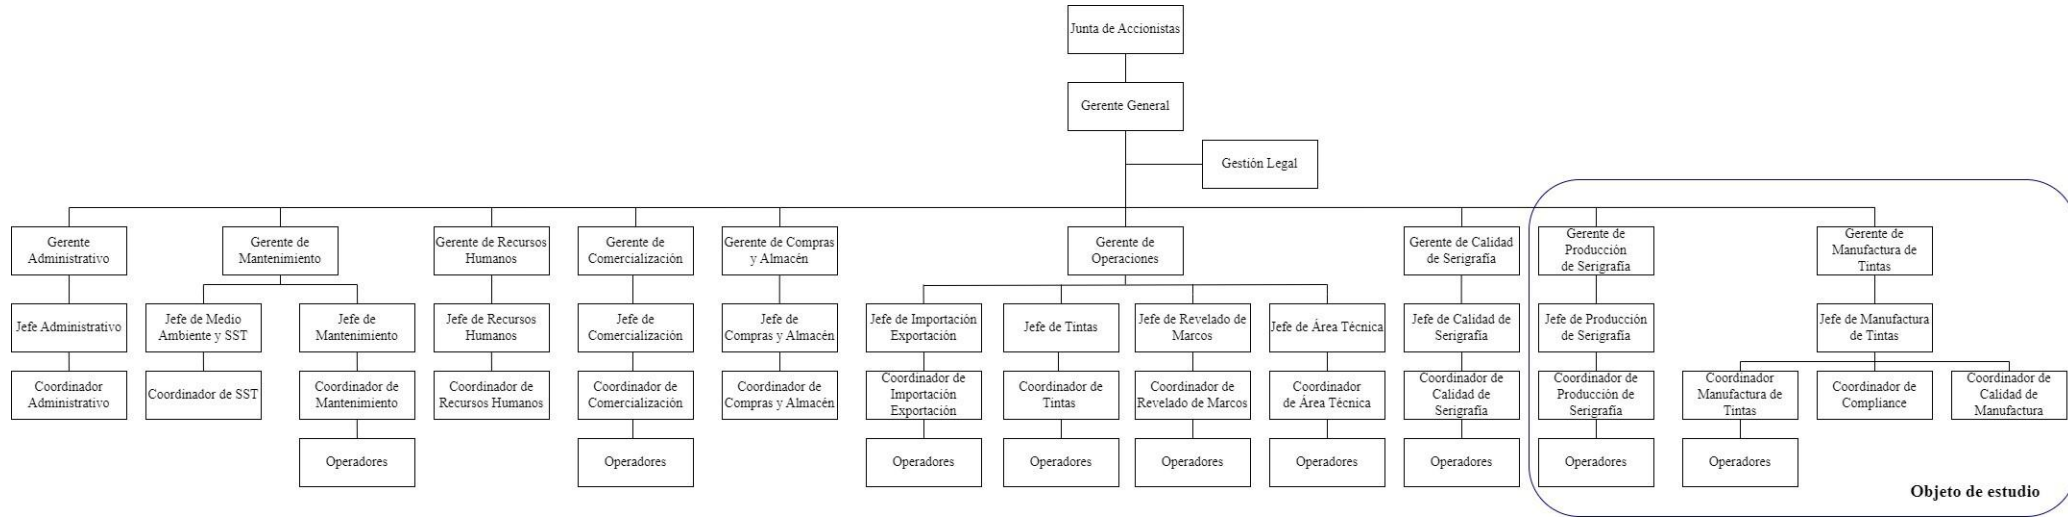 Junta de Accionistas
Gerente General
Gestión Legal
Gerente
Administrativo
Gerente de
Mantenimiento
Gerente de Recursos
Humanos
Gerente de
Comercialización
Gerente de Compras
y Almacén
Gerente de
Operaciones
Gerente de Calidad
de Serigrafía
Gerente de
Producción
de Serigrafía
Gerente de
Manufactura de
Tintas
Jefe Administrativo
Jefe de Medio
Ambiente y SST
Jefe de
Mantenimiento
Jefe de Recursos
Humanos
Jefe de
Comercialización
Jefe de
Compras y Almacén
Jefe de Importación
Exportación
Jefe de Tintas
Jefe de Revelado de
Marcos
Jefe de Área Técnica
Jefe de Calidad de
Serigrafía
Jefe de Producción
de Serigrafía
Jefe de Manufactura
de Tintas
Coordinador
Administrativo
Coordinador de SST
Coordinador de
Mantenimiento
Coordinador de
Recursos Humanos
Coordinador de
Comercialización
Coordinador de
Compras y Almacén
Coordinador de
Importación
Exportación
Coordinador de
Tintas
Coordinador de
Revelado de Marcos
Coordinador
de Área Técnica
Coordinador de
Calidad de
Serigrafía
Coordinador de
Producción de
Serigrafía
Coordinador
Manufactura de
Tintas
Coordinador de
Compliance
Coordinador de
Calidad de
Manufactura
Operadores
Operadores
Operadores
Operadores
Operadores
Operadores
Operadores
Operadores
Operadores
Objeto de estudio